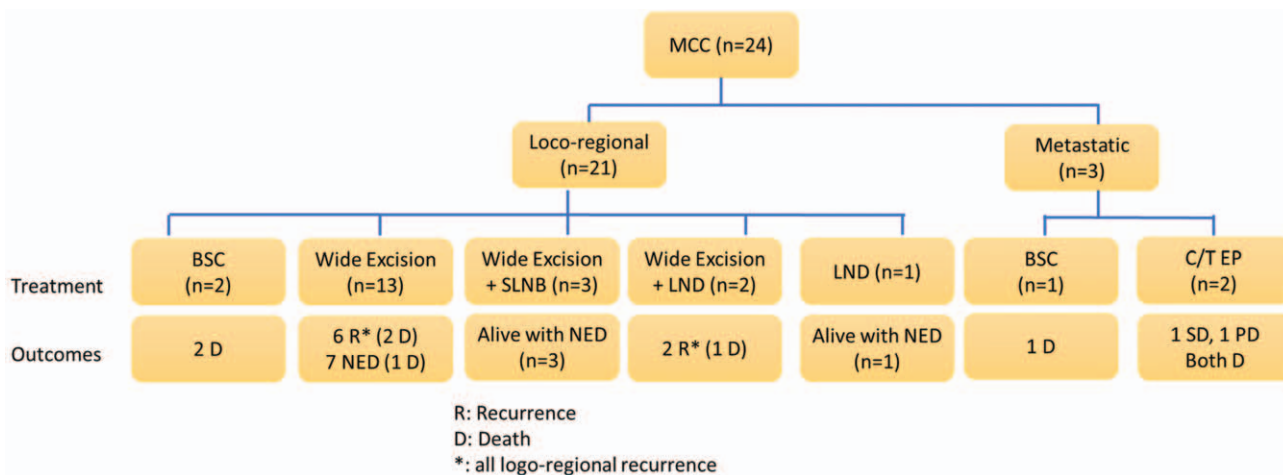 MCC (n=24)
Loco-regional
(n=21)
Metastatic
(n=3)
Treatment
BSC
(n=2)
Wide Excision
(n=13)
Wide Excision
+ SLNB (n=3)
Wide Excision
+ LND (n=2)
LND (n=1)
BSC
(n=1)
C/T EP
(n=2)
Outcomes
2 D
6 R* (2 D)
7 NED (1 D)
Alive with NED
(n=3)
2 R* (1 D)
Alive with NED
(n=1)
1 D
1 SD, 1 PD
Both D
R: Recurrence
D: Death
*: all logo-regional recurrence